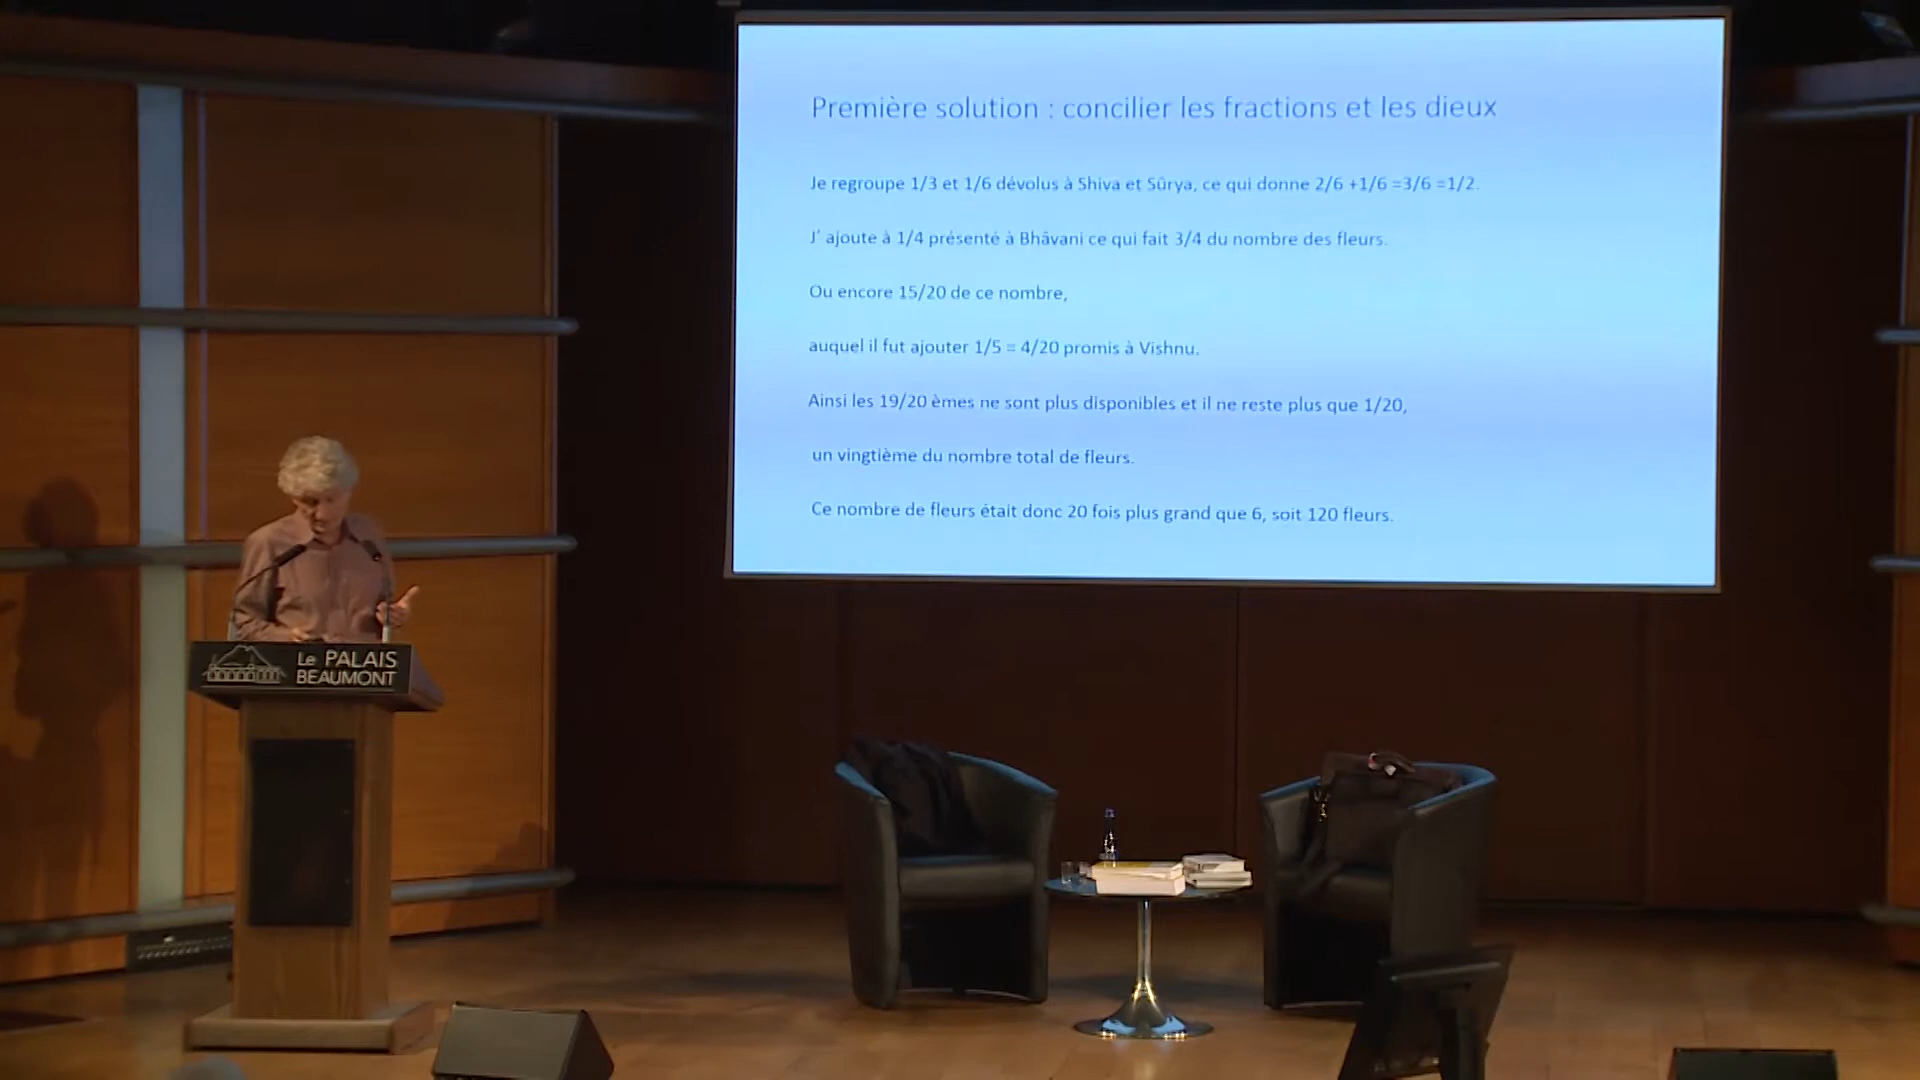 Première solution : concilier les fractions et les dieux
Je regroupe 1/3 et 1/6 dévolus à Shiva et Sûrya, ce qui donne 2/6 +1/6 =3/6 =1/2.
J' ajoute à 1/4 présenté à Bhâvani ce qui fait 3/4 du nombre des fleurs.
Ou encore 15/20 de ce nombre,
auquel il fut ajouter 1/5 = 4/20 promis à Vishnu.
Ainsi les 19/20 èmes ne sont plus disponibles et il ne reste plus que 1/20,
un vingtième du nombre total de fleurs.
Ce nombre de fleurs était donc 20 fois plus grand que 6, soit 120 fleurs.
Le PALAIS
BEAUMONT